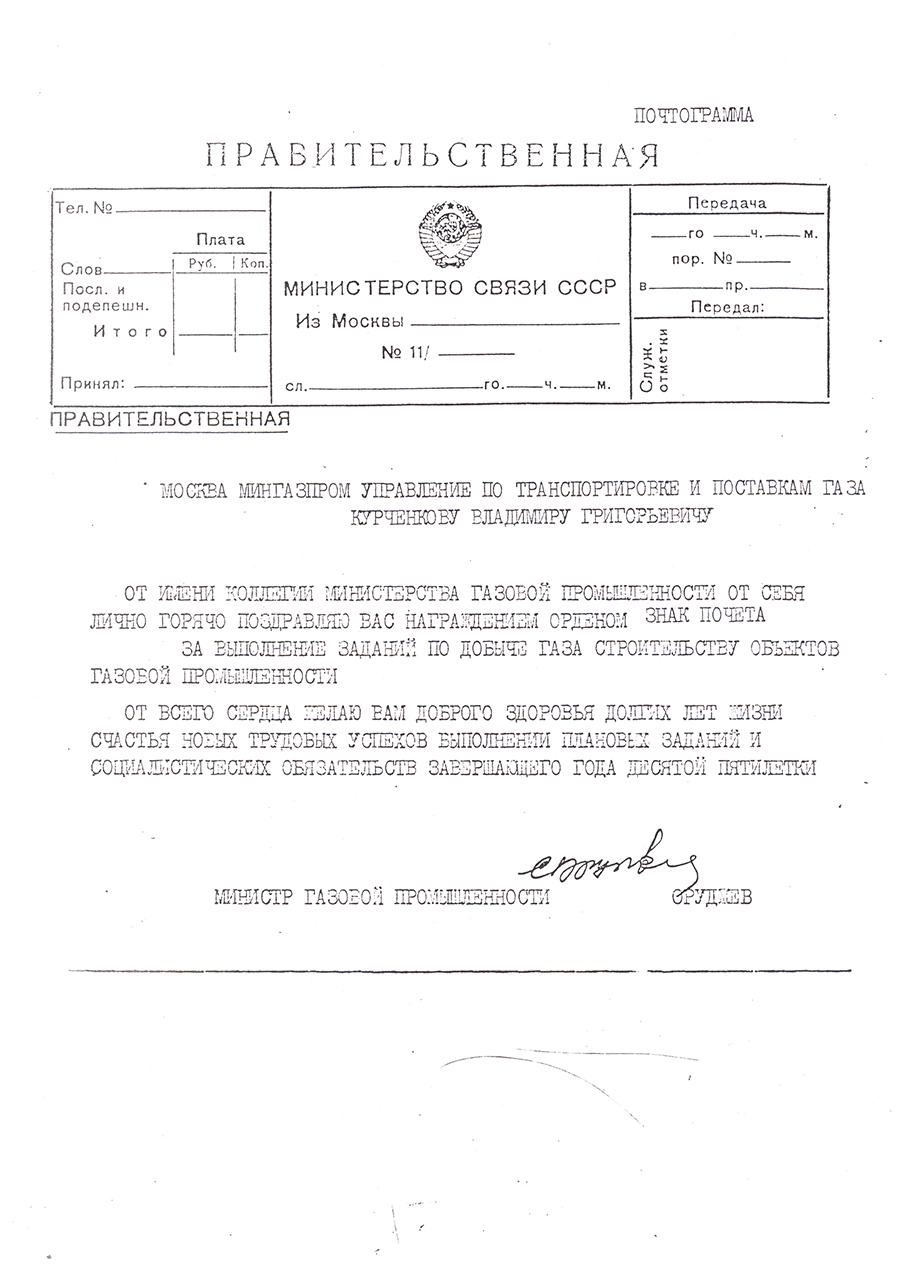 ПОЧТОГРАММА
ПРАВИТЕЛЬСТВЕННАЯ
Тел. №
Плата
Слов
Руб. Коп.
Посл. и
подепешн.
Итого
Принял:
МИНИСТЕРСТВО СВЯЗИ СССР
Из Москвы
№ 11/
сл. го. ч. м.
Передача
го ч. м.
пор. №
в пр.
Передал:
Служ.
отметки
ПРАВИТЕЛЬСТВЕННАЯ
МОСКВА МИНГАЗПРОМ УПРАВЛЕНИЕ ПО ТРАНСПОРТИРОВКЕ И ПОСТАВКАМ ГАЗА
КУРЧЕНКОВУ ВЛАДИМИРУ ГРИГОРЬЕВИЧУ
ОТ ИМЕНИ КОЛЛЕГИИ МИНИСТЕРСТВА ГАЗОВОЙ ПРОМЫШЛЕННОСТИ ОТ СЕБЯ
ЛИЧНО ГОРЯЧО ПОЗДРАВЛЯЮ ВАС НАГРАЖДЕНИЕМ ОРДЕНОМ ЗНАК ПОЧЕТА
ЗА ВЫПОЛНЕНИЕ ЗАДАНИЙ ПО ДОБЫЧЕ ГАЗА СТРОИТЕЛЬСТВУ ОБЪЕКТОВ
ГАЗОВОЙ ПРОМЫШЛЕННОСТИ
ОТ ВСЕГО СЕРДЦА ЖЕЛАЮ ВАМ ДОБРОГО ЗДОРОВЬЯ ДОЛГИХ ЛЕТ ЖИЗНИ
СЧАСТЬЯ НОВЫХ ТРУДОВЫХ УСПЕХОВ ВЫПОЛНЕНИИ ПЛАНОВЫХ ЗАДАНИЙ И
СОЦИАЛИСТИЧЕСКИХ ОБЯЗАТЕЛЬСТВ ЗАВЕРШАЮЩЕГО ГОДА ДЕСЯТОЙ ПЯТИЛЕТКИ
МИНИСТР ГАЗОВОЙ ПРОМЫШЛЕННОСТИ ОРУДЖЕВ